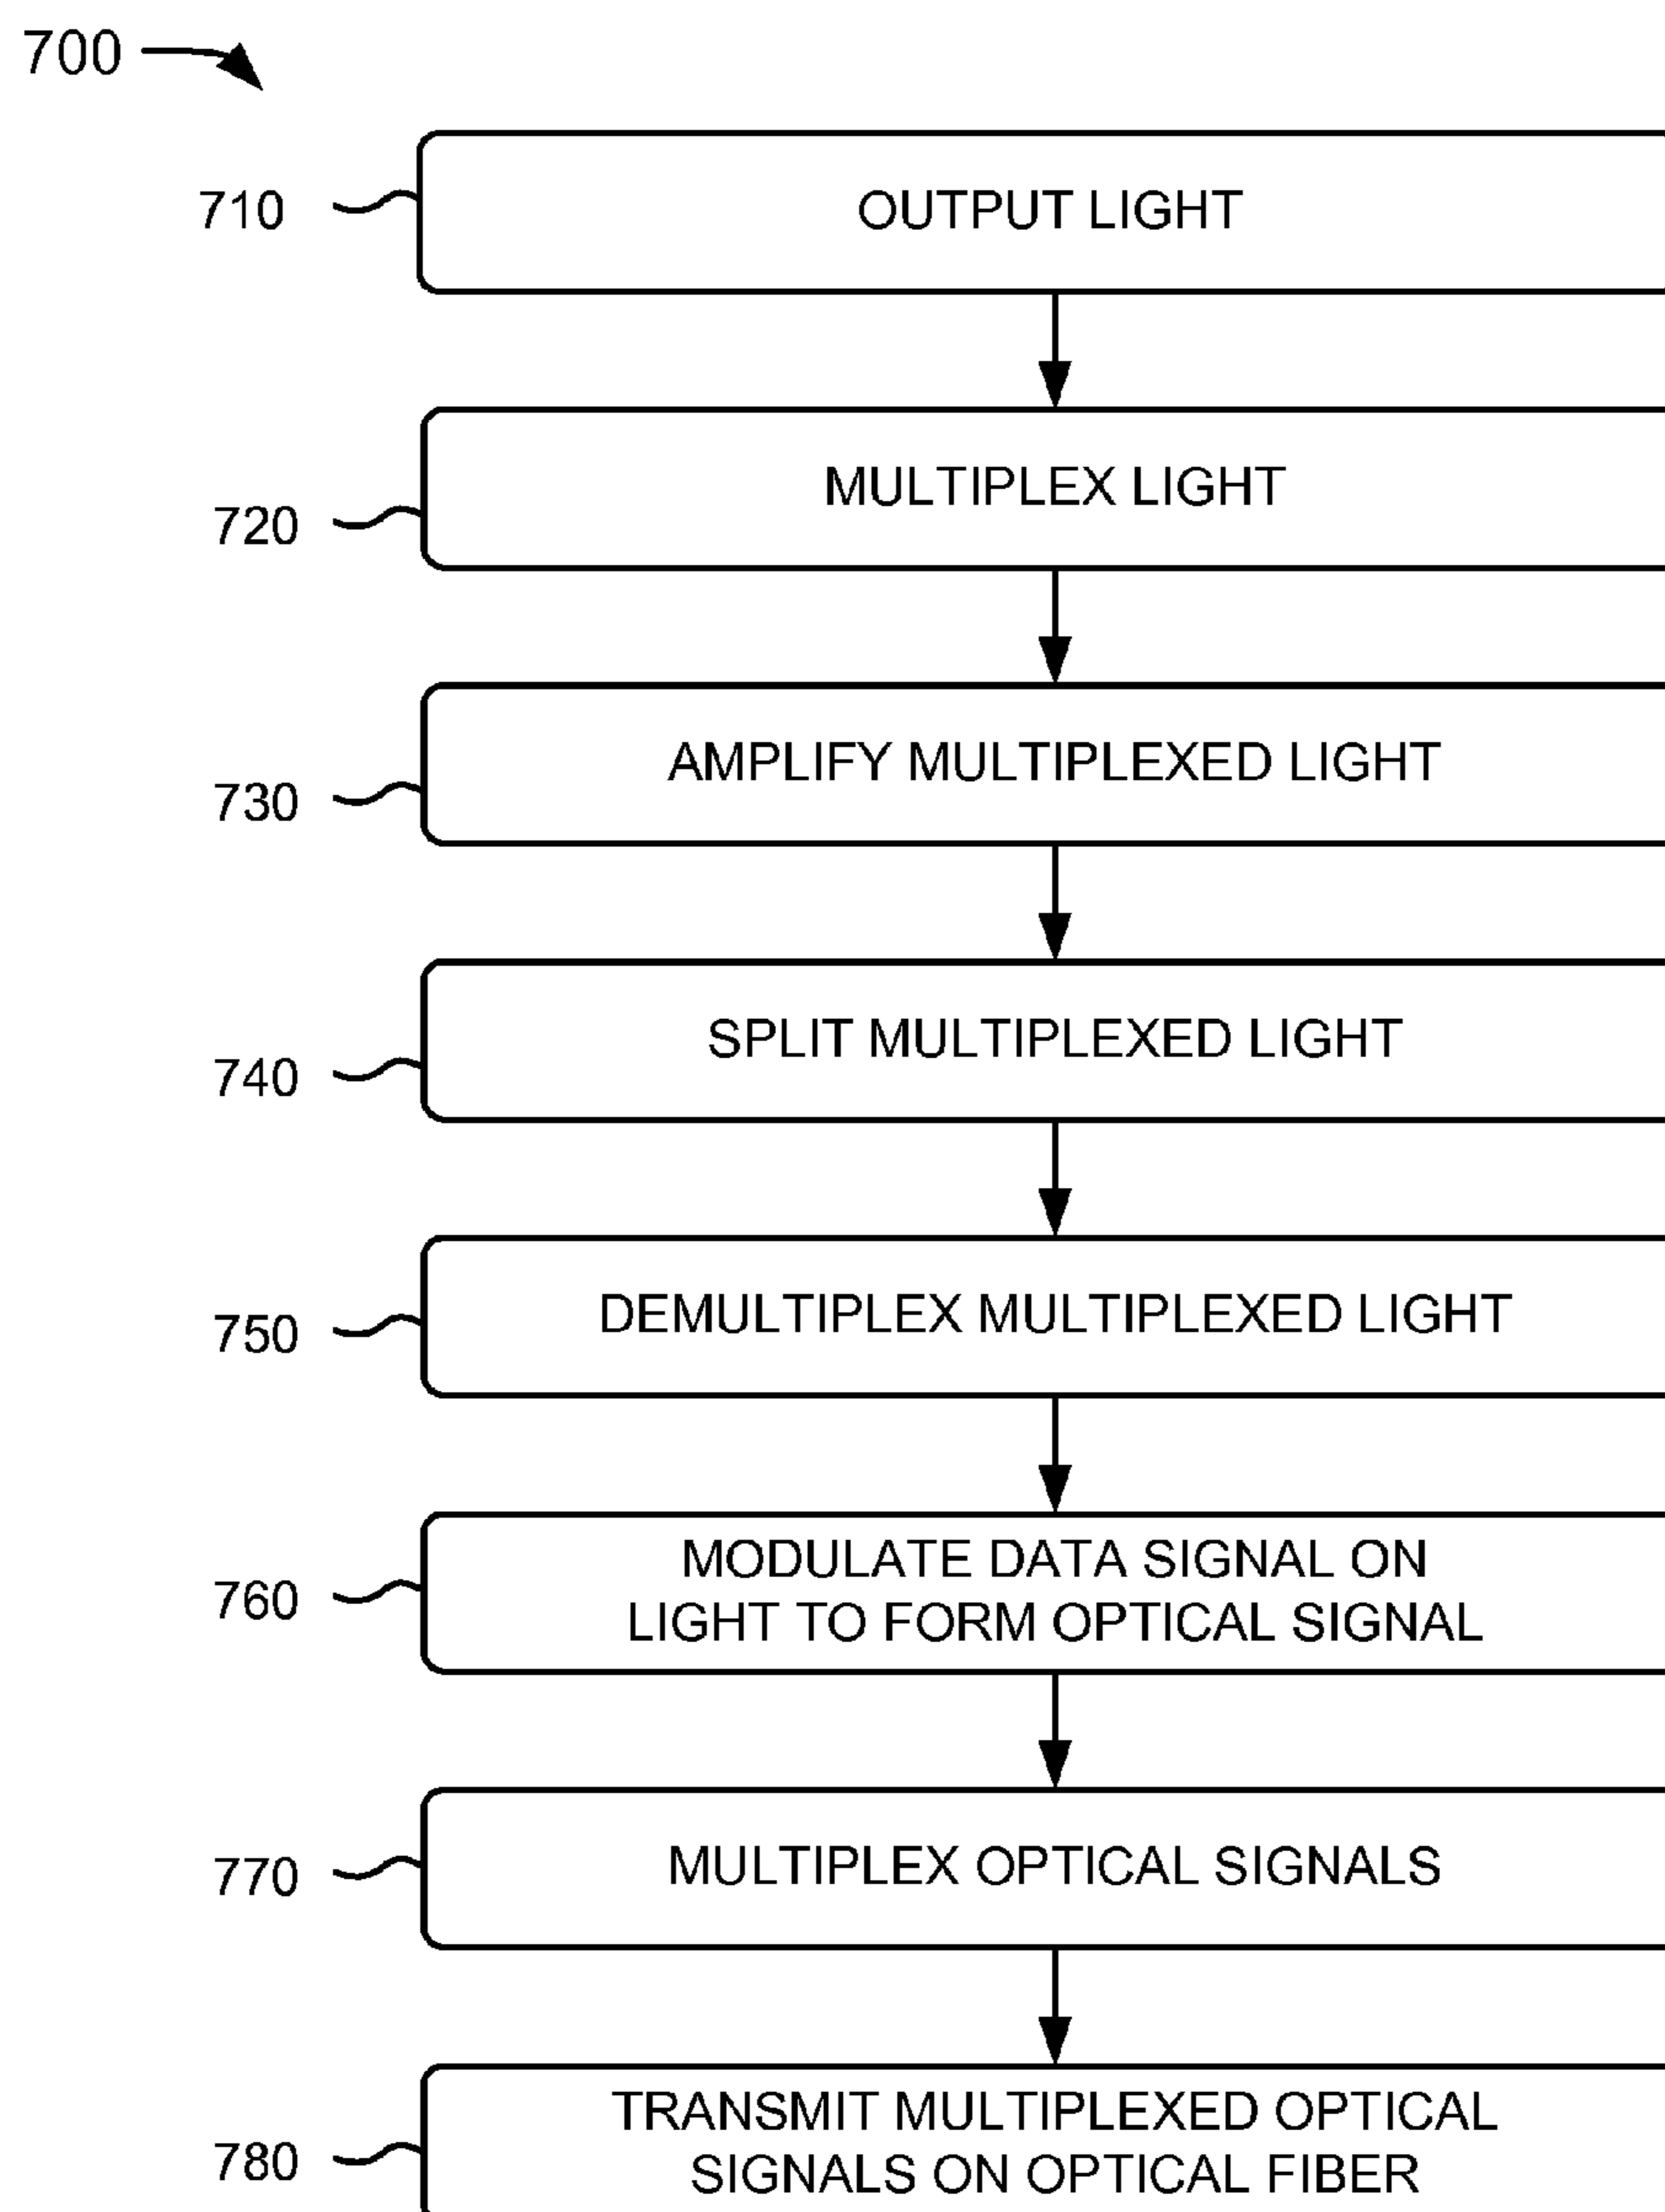 700
710
OUTPUT LIGHT
720
MULTIPLEX LIGHT
730
AMPLIFY MULTIPLEXED LIGHT
740
SPLIT MULTIPLEXED LIGHT
750
DEMULTIPLEX MULTIPLEXED LIGHT
760
MODULATE DATA SIGNAL ON
LIGHT TO FORM OPTICAL SIGNAL
770
MULTIPLEX OPTICAL SIGNALS
780
TRANSMIT MULTIPLEXED OPTICAL
SIGNALS ON OPTICAL FIBER